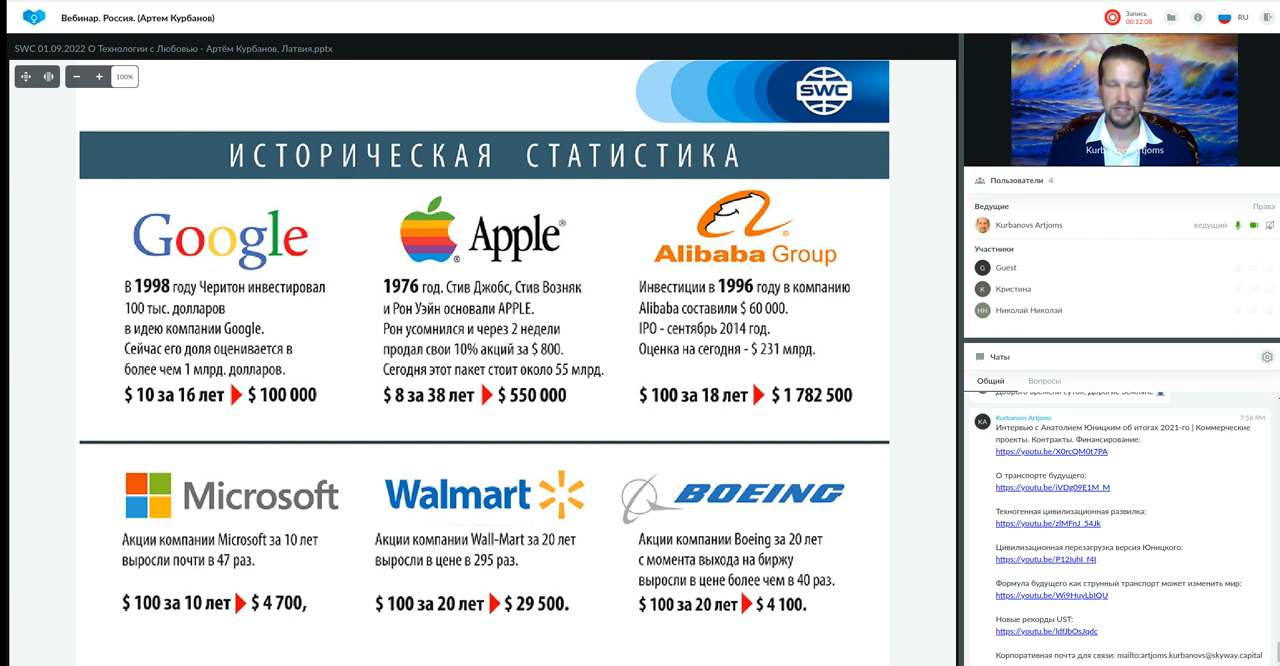 Вебинар. Россия. (Артем Курбанов)
Запись
00:12:08
RU
SWC 01.09.2022 О Технологии с Любовью - Артём Курбанов, Латвия.pptx
100%
SWC
ИСТОРИЧЕСКАЯ СТАТИСТИКА
Google
В 1998 году Черитон инвестировал
100 тыс. долларов
в идею компании Google.
Сейчас его доля оценивается в
более чем 1 млрд. долларов.
$ 10 за 16 лет $ 100 000
Apple®
1976 год. Стив Джобс, Стив Возняк
и Рон Уэйн основали APPLE.
Рон усомнился и через 2 недели
продал свои 10% акций за $ 800.
Сегодня этот пакет стоит около 55 млрд.
$ 8 за 38 лет $ 550 000
Alibaba Group
Инвестиции в 1996 году в компанию
Alibaba составили $ 60 000.
IPO - сентябрь 2014 год.
Оценка на сегодня - $ 231 млрд.
$ 100 за 18 лет $ 1 782 500
Microsoft
Акции компании Microsoft за 10 лет
выросли почти в 47 раз.
$ 100 за 10 лет $ 4 700,
Walmart
Акции компании Wall-Mart за 20 лет
выросли в цене в 295 раз.
$ 100 за 20 лет $ 29 500.
BOEING
Акции компании Boeing за 20 лет
с момента выхода на биржу
выросли в цене более чем в 40 раз.
$ 100 за 20 лет $ 4 100.
Пользователи 4
Ведущие Права
Kurbanovs Artjoms ведущий
Участники
G Guest
К Кристина
НН Николай Николай
Чаты
Общий Вопросы
Доброго времени суток, Дорогие Земляне
KA Kurbanovs Artjoms 7:58 PM
Интервью с Анатолием Юницким об итогах 2021-го | Коммерческие
проекты. Контракты. Финансирование:
https://youtu.be/X0rcQM0t7PA
О транспорте будущего:
https://youtu.be/iVDg09E1M_M
Техногенная цивилизационная развилка:
https://youtu.be/zlMFnJ_54Jk
Цивилизационная перезагрузка версия Юницкого:
https://youtu.be/P12IuhI_f4I
Формула будущего как струнный транспорт может изменить мир:
https://youtu.be/Wi9HuyLbIQU
Новые рекорды UST:
https://youtu.be/ldfJbOsJqdc
Корпоративная почта для связи: mailto:artjoms.kurbanovs@skyway.capital